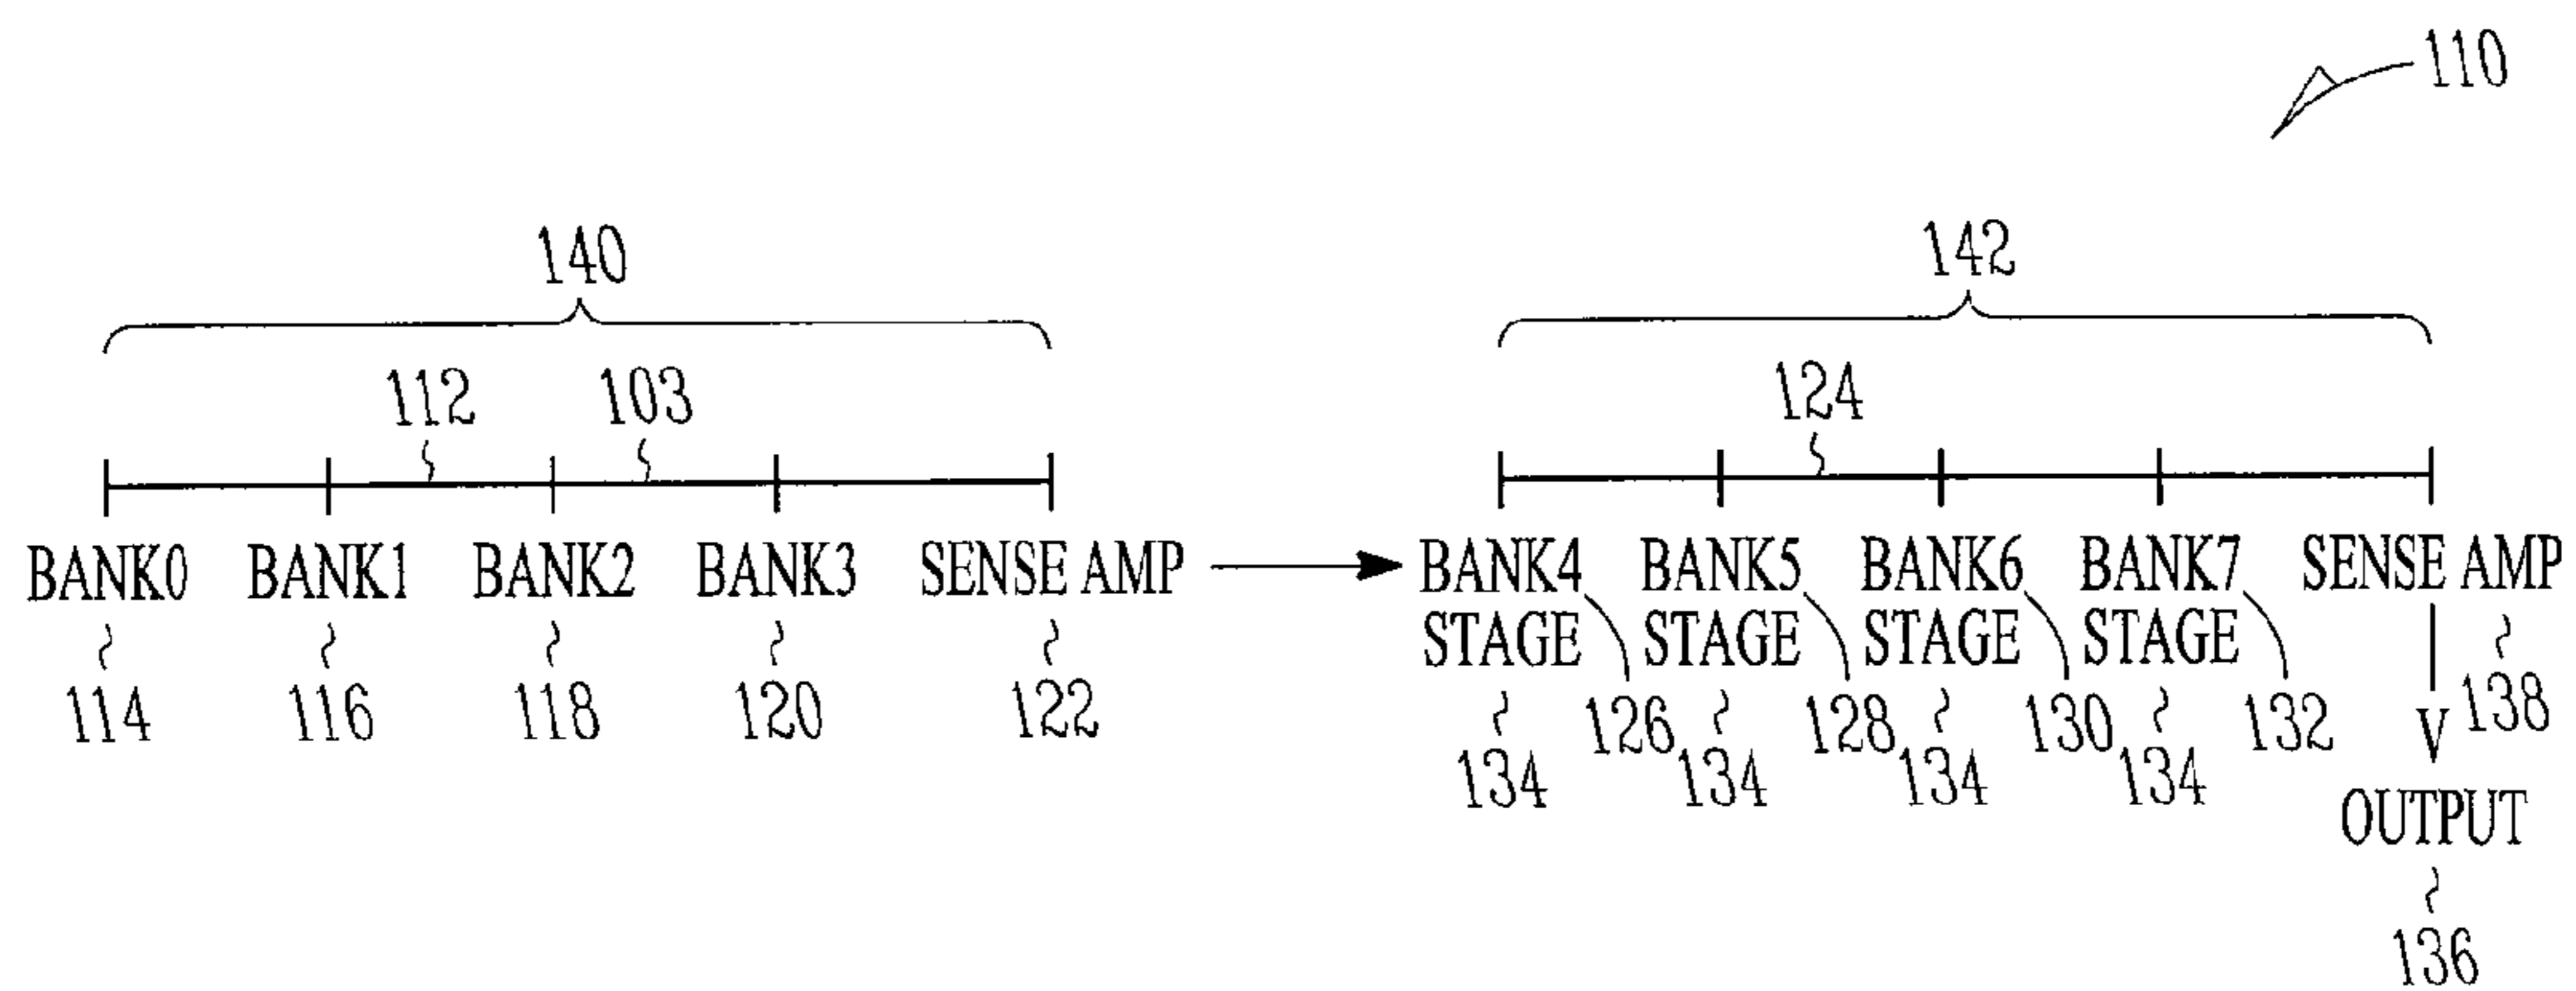 110
140 142
112 103 124
BANK0 BANK1 BANK2 BANK3 SENSE AMP BANK4 BANK5 BANK6 BANK7 SENSE AMP
STAGE STAGE STAGE STAGE
114 116 118 120 122 126 128 130 132 138
134 134 134 134 V
OUTPUT
136